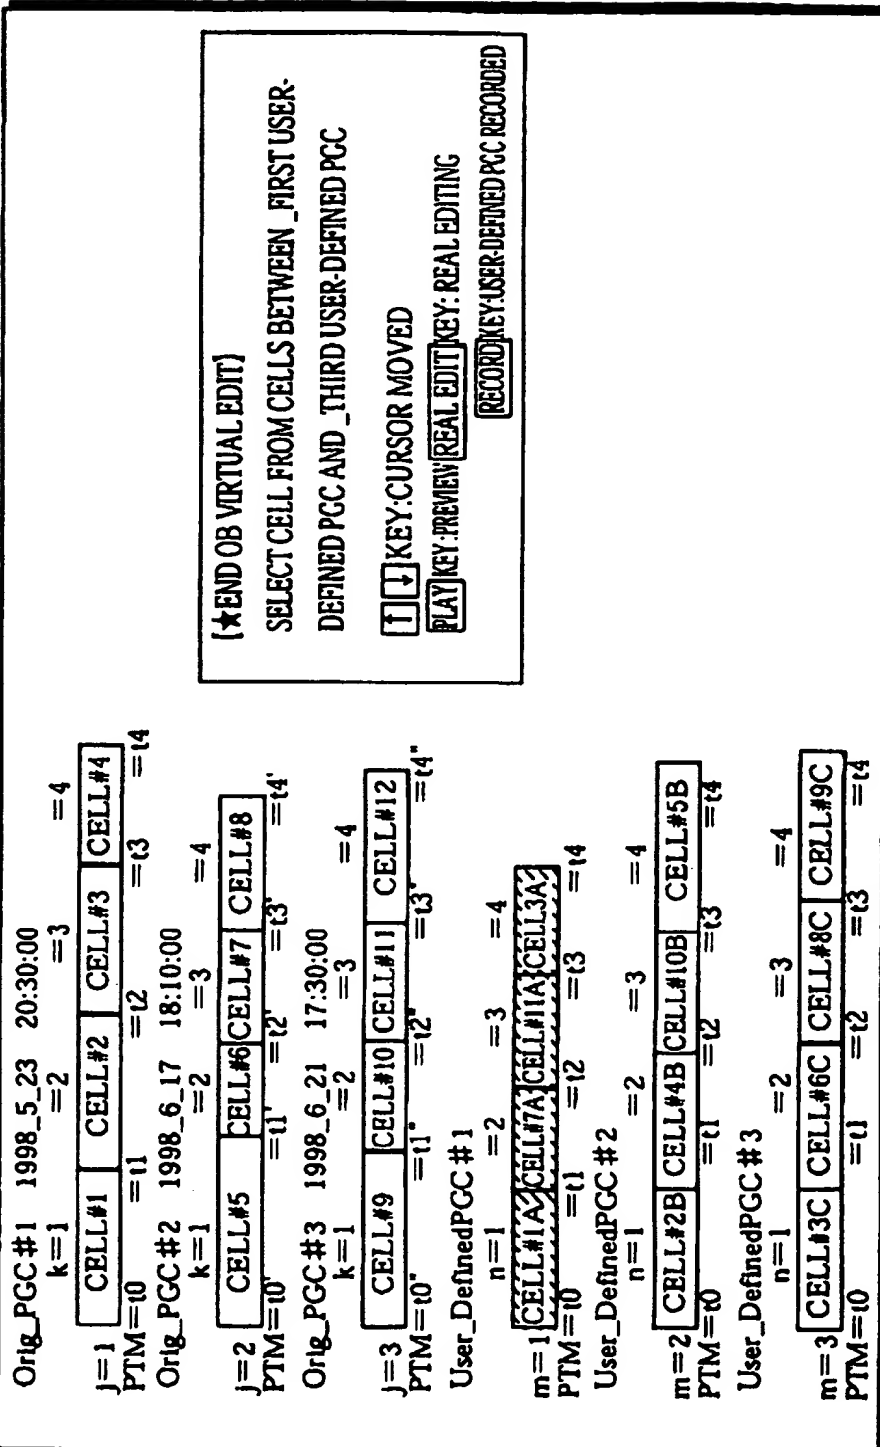 Orig_PGC#1 1998_5_23 20:30:00
k=1 =2 =3 =4
j=1 CELL#1 CELL#2 CELL#3 CELL#4
PTM=t0 =t1 =t2 =t3 =t4
Orig_PGC#2 1998_6_17 18:10:00
k=1 =2 =3 =4
j=2 CELL#5 CELL#6 CELL#7 CELL#8
PTM=t0' =t1' =t2' =t3' =t4'
Orig_PGC#3 1998_6_21 17:30:00
k=1 =2 =3 =4
j=3 CELL#9 CELL#10 CELL#11 CELL#12
PTM=t0" =t1" =t2" =t3" =t4"
User_DefinedPGC#1
n=1 =2 =3 =4
m=1 CELL#1A CELL#7A CELL#11A CELL3A
PTM=t0 =t1 =t2 =t3 =t4
User_DefinedPGC#2
n=1 =2 =3 =4
m=2 CELL#2B CELL#4B CELL#10B CELL#5B
PTM=t0 =t1 =t2 =t3 =t4
User_DefinedPGC#3
n=1 =2 =3 =4
m=3 CELL#3C CELL#6C CELL#8C CELL#9C
PTM=t0 =t1 =t2 =t3 =t4
[★END OB VIRTUAL EDIT]
SELECT CELL FROM CELLS BETWEEN _FIRST USER-
DEFINED PGC AND _THIRD USER-DEFINED PGC
↑ ↓ KEY:CURSOR MOVED
PLAY KEY:PREVIEW REAL EDIT KEY: REAL EDITING
RECORD KEY:USER-DEFINED PGC RECORDED